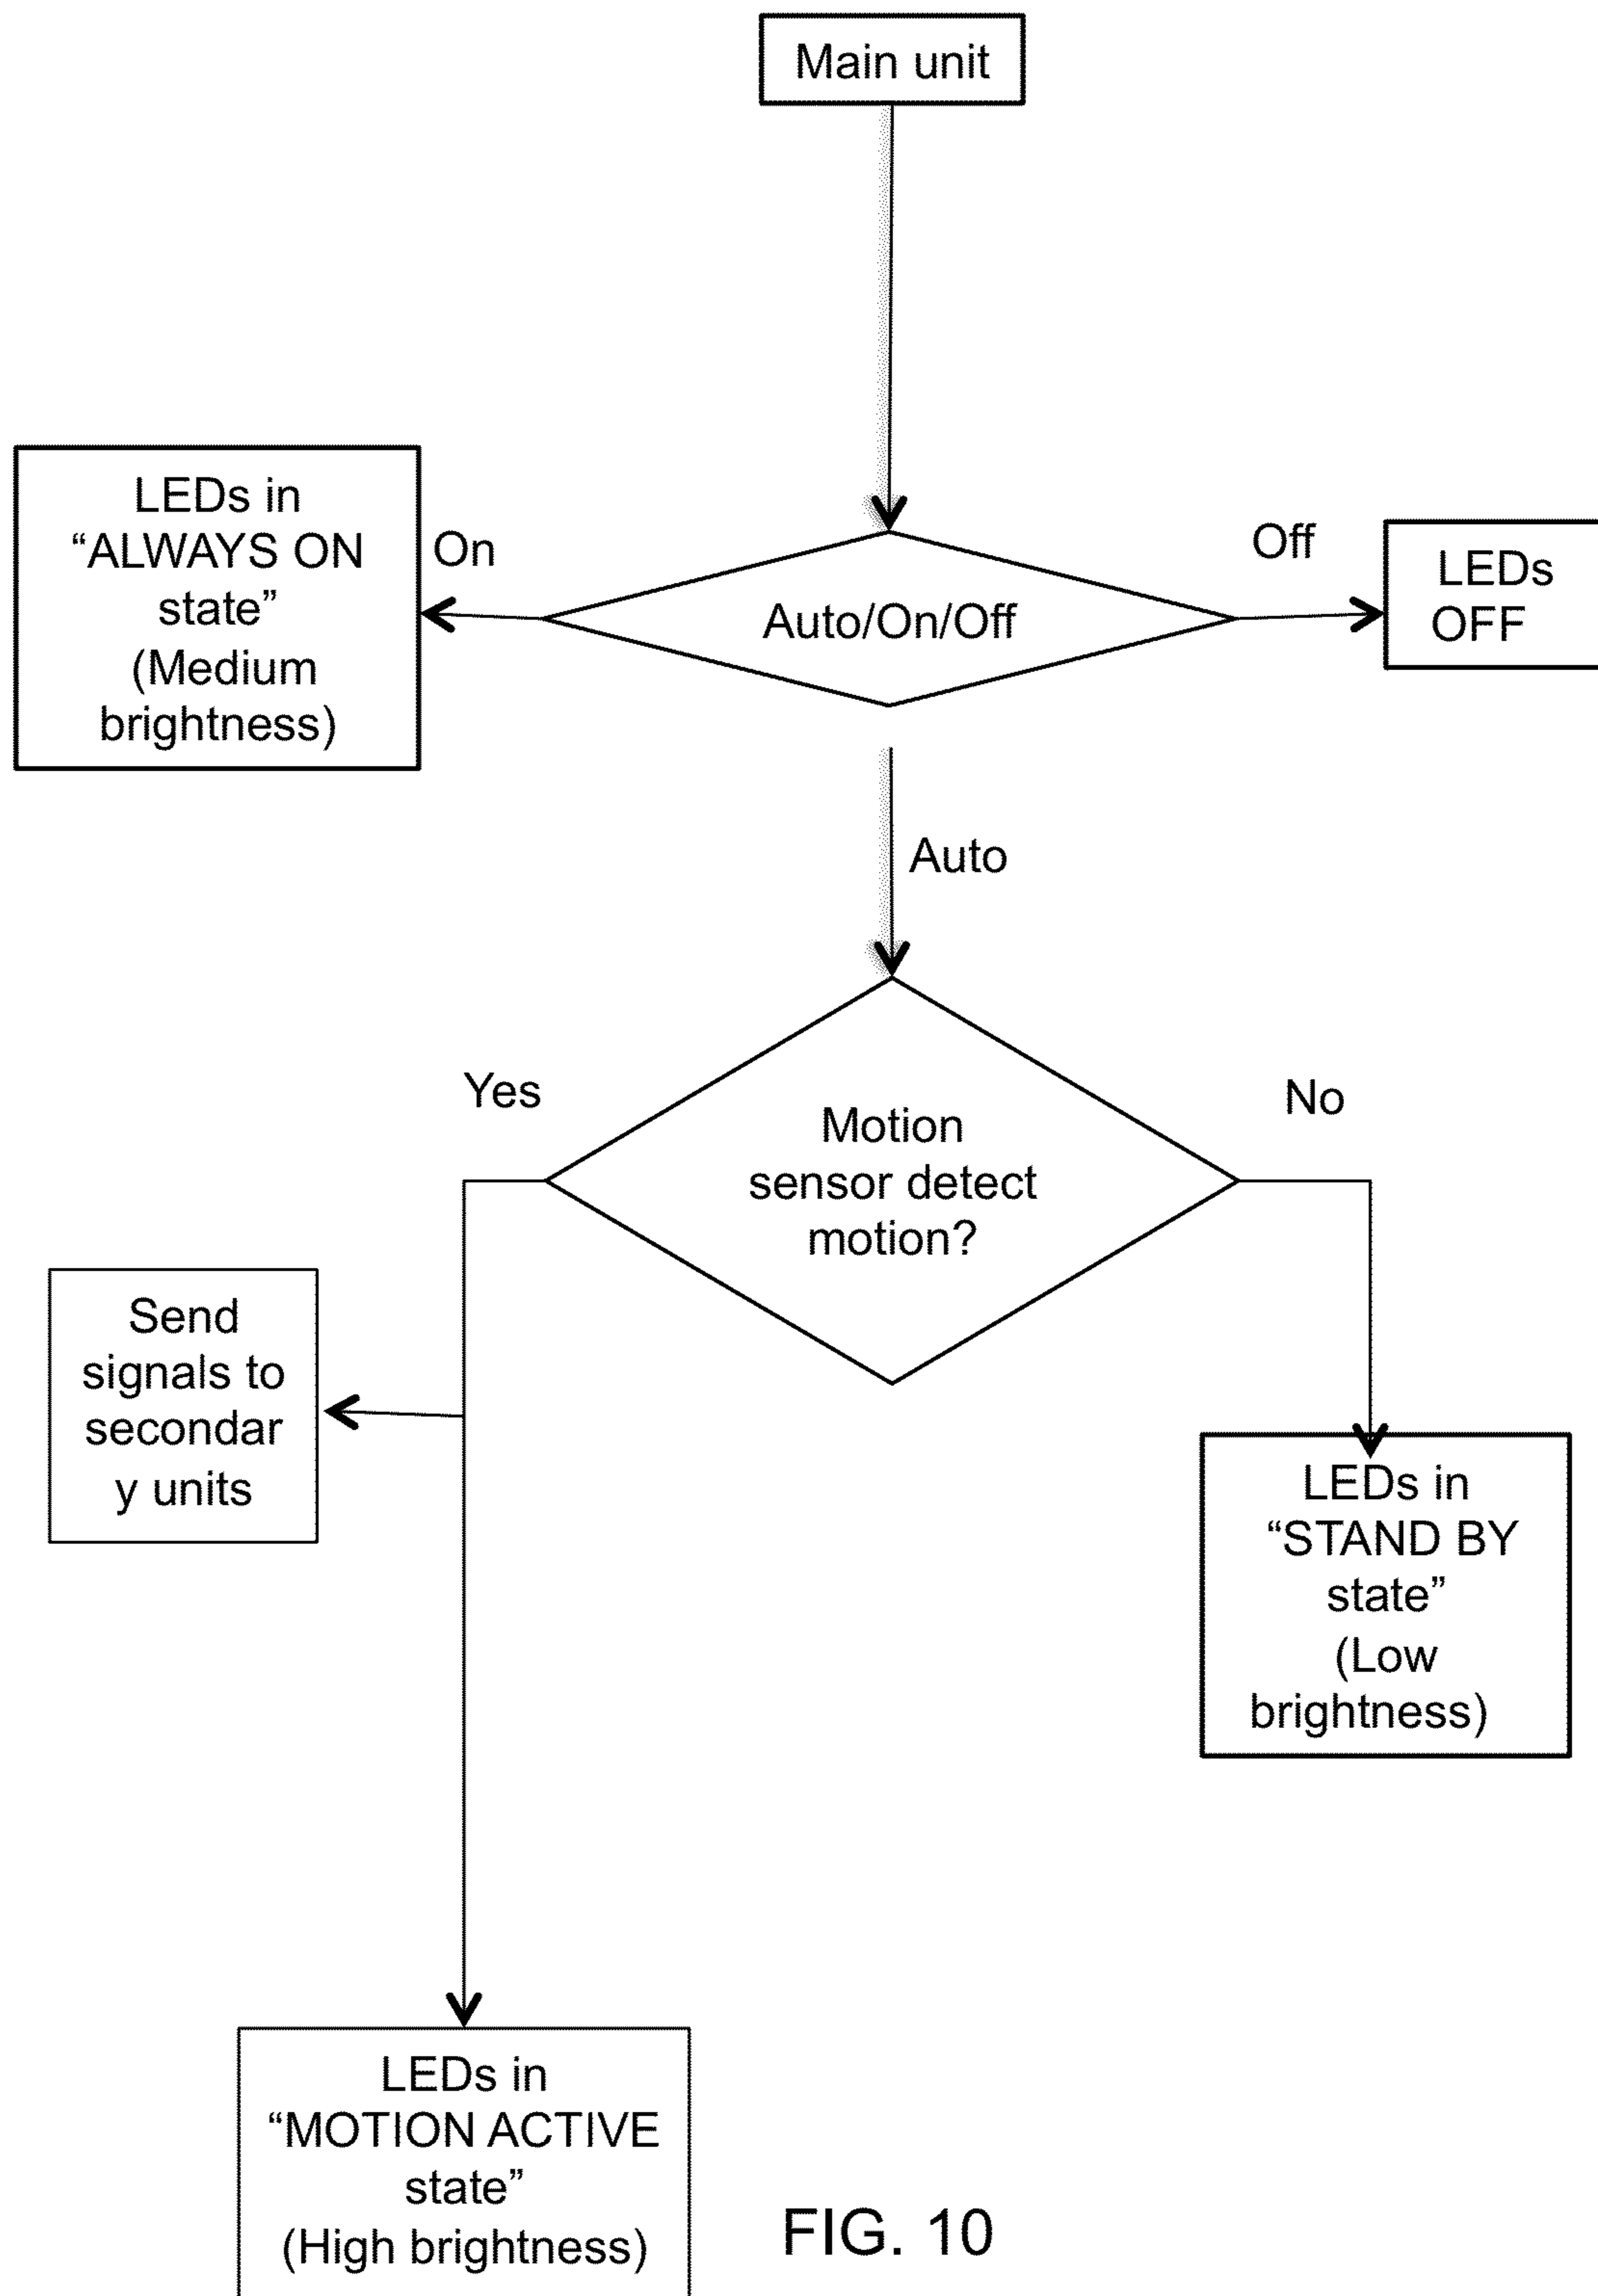 Main unit
LEDs in
“ALWAYS ON
state”
(Medium
brightness)
On
Auto/On/Off
Off
LEDs
OFF
Auto
Yes
Motion
sensor detect
motion?
No
Send
signals to
secondar
y units
LEDs in
“STAND BY
state”
(Low
brightness)
LEDs in
“MOTION ACTIVE
state”
(High brightness)
FIG. 10